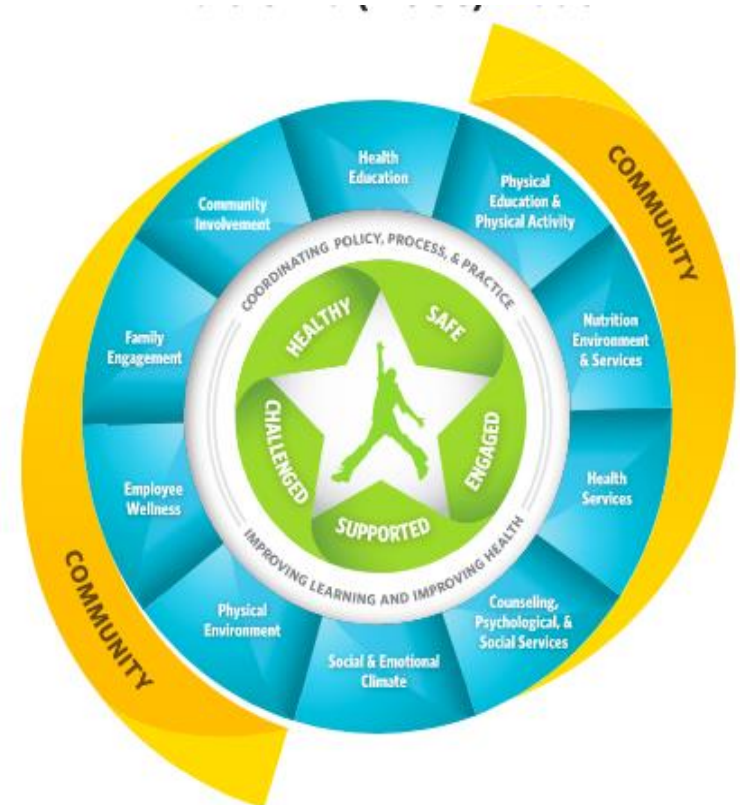 Health
Education
Physical
Education &
Physical Activity
Nutrition
Environment
& Services
Health
Services
Counseling,
Psychological, &
Social Services
Social & Emotional
Climate
Physical
Environment
Employee
Wellness
Family
Engagement
Community
Involvement
COMMUNITY
COMMUNITY
COORDINATING POLICY, PROCESS, & PRACTICE
IMPROVING LEARNING AND IMPROVING HEALTH
HEALTHY
SAFE
ENGAGED
SUPPORTED
CHALLENGED